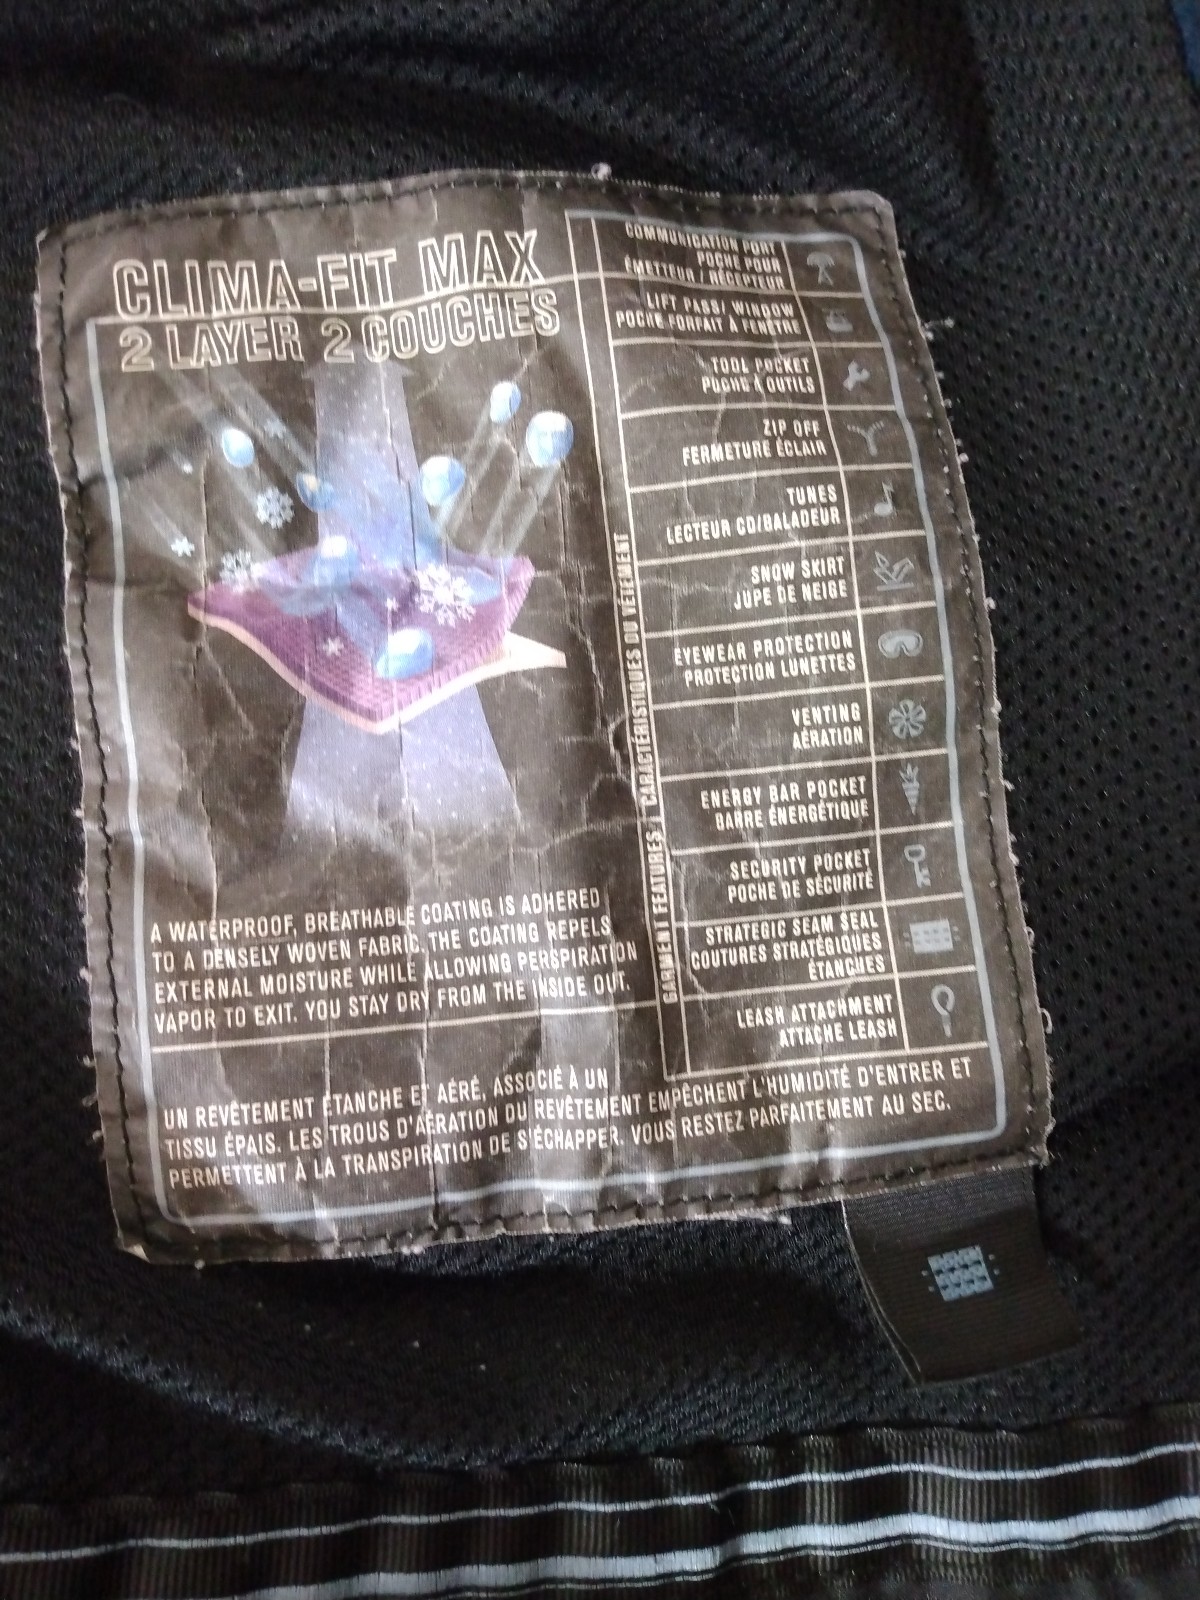 CLIMA-FIT MAX
2 LAYER 2 COUCHES
A WATERPROOF, BREATHABLE COATING IS ADHERED
TO A DENSELY WOVEN FABRIC. THE COATING REPELS
EXTERNAL MOISTURE WHILE ALLOWING PERSPIRATION
VAPOR TO EXIT. YOU STAY DRY FROM THE INSIDE OUT.
GARMENT FEATURES / CARACTÉRISTIQUES DU VÊTEMENT
COMMUNICATION PORT
POCHE POUR
ÉMETTEUR / RÉCEPTEUR
LIFT PASS/ WINDOW
POCHE FORFAIT À FENÊTRE
TOOL POCKET
POCHE À OUTILS
ZIP OFF
FERMETURE ÉCLAIR
TUNES
LECTEUR CD/BALADEUR
SNOW SKIRT
JUPE DE NEIGE
EYEWEAR PROTECTION
PROTECTION LUNETTES
VENTING
AÉRATION
ENERGY BAR POCKET
BARRE ÉNERGÉTIQUE
SECURITY POCKET
POCHE DE SÉCURITÉ
STRATEGIC SEAM SEAL
COUTURES STRATÉGIQUES
ÉTANCHES
LEASH ATTACHMENT
ATTACHE LEASH
UN REVÊTEMENT ÉTANCHE ET AÉRÉ, ASSOCIÉ À UN
TISSU ÉPAIS. LES TROUS D'AÉRATION DU REVÊTEMENT EMPÊCHENT L'HUMIDITÉ D'ENTRER ET
PERMETTENT À LA TRANSPIRATION DE S'ÉCHAPPER. VOUS RESTEZ PARFAITEMENT AU SEC.